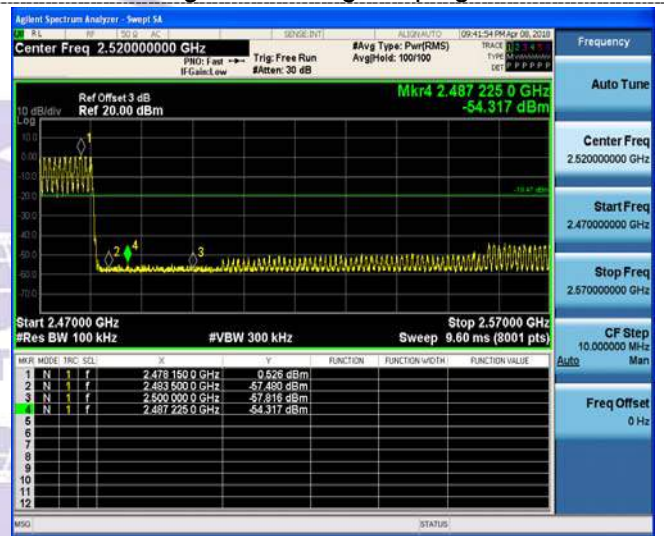 Agilent Spectrum Analyzer - Swept SA
RL RF 50 Ω AC SENSE:INT ALIGN AUTO 09:41:54 PM Apr 08, 2018
Center Freq 2.520000000 GHz
PNO: Fast
IFGain:Low
Trig: Free Run
#Atten: 30 dB
#Avg Type: Pwr(RMS)
Avg|Hold: 100/100
TRACE 1 2 3 4 5 6
TYPE
DET P P P P P P
Frequency
Auto Tune
Center Freq
2.520000000 GHz
Start Freq
2.470000000 GHz
Stop Freq
2.570000000 GHz
CF Step
10.000000 MHz
Auto Man
Freq Offset
0 Hz
Mkr4 2.487 225 0 GHz
-54.317 dBm
Ref Offset 3 dB
10 dB/div Ref 20.00 dBm
Log
10.0
0.00
-10.0
-20.0
-30.0
-40.0
-50.0
-60.0
-70.0
1
2
4
3
-19.47 dBm
Start 2.47000 GHz Stop 2.57000 GHz
#Res BW 100 kHz #VBW 300 kHz Sweep 9.60 ms (8001 pts)
MKR MODE TRC SCL X Y FUNCTION FUNCTION WIDTH FUNCTION VALUE
1 N 1 f 2.478 150 0 GHz 0.526 dBm
2 N 1 f 2.483 500 0 GHz -57.480 dBm
3 N 1 f 2.500 000 0 GHz -57.816 dBm
4 N 1 f 2.487 225 0 GHz -54.317 dBm
5
6
7
8
9
10
11
12
MSG STATUS